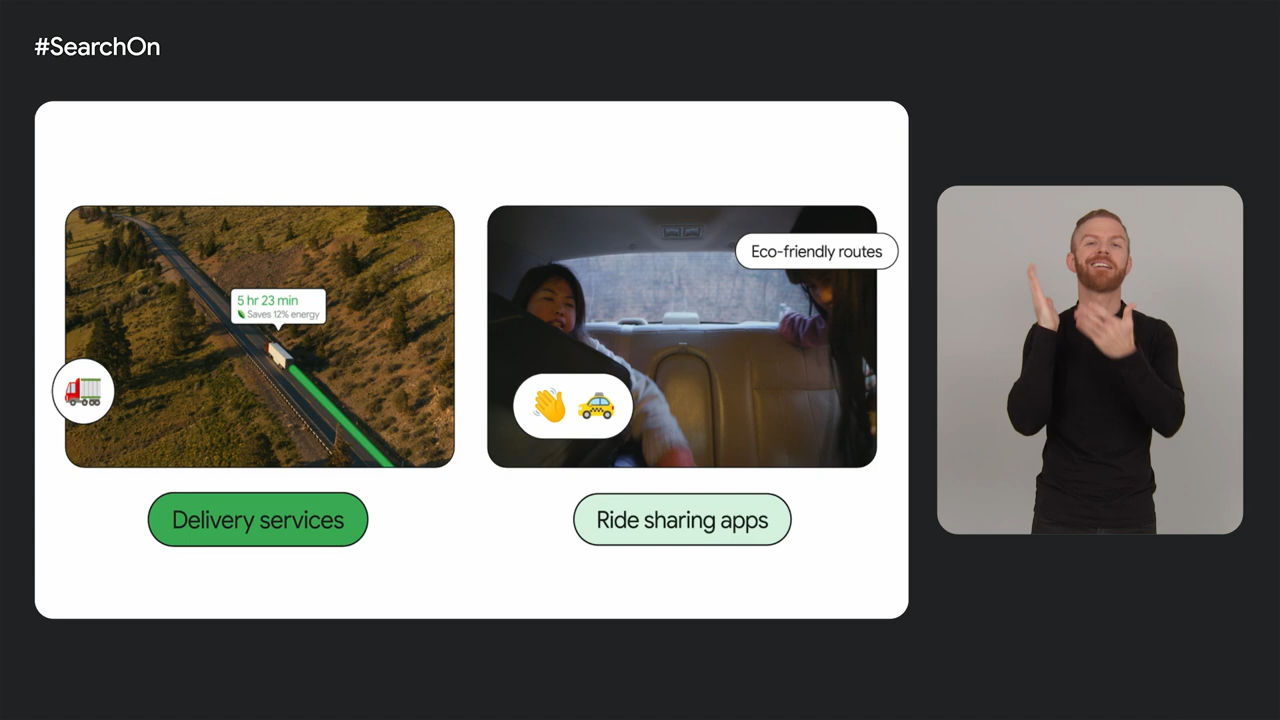 #SearchOn
5 hr 23 min
Saves 12% energy
Eco-friendly routes
Delivery services
Ride sharing apps